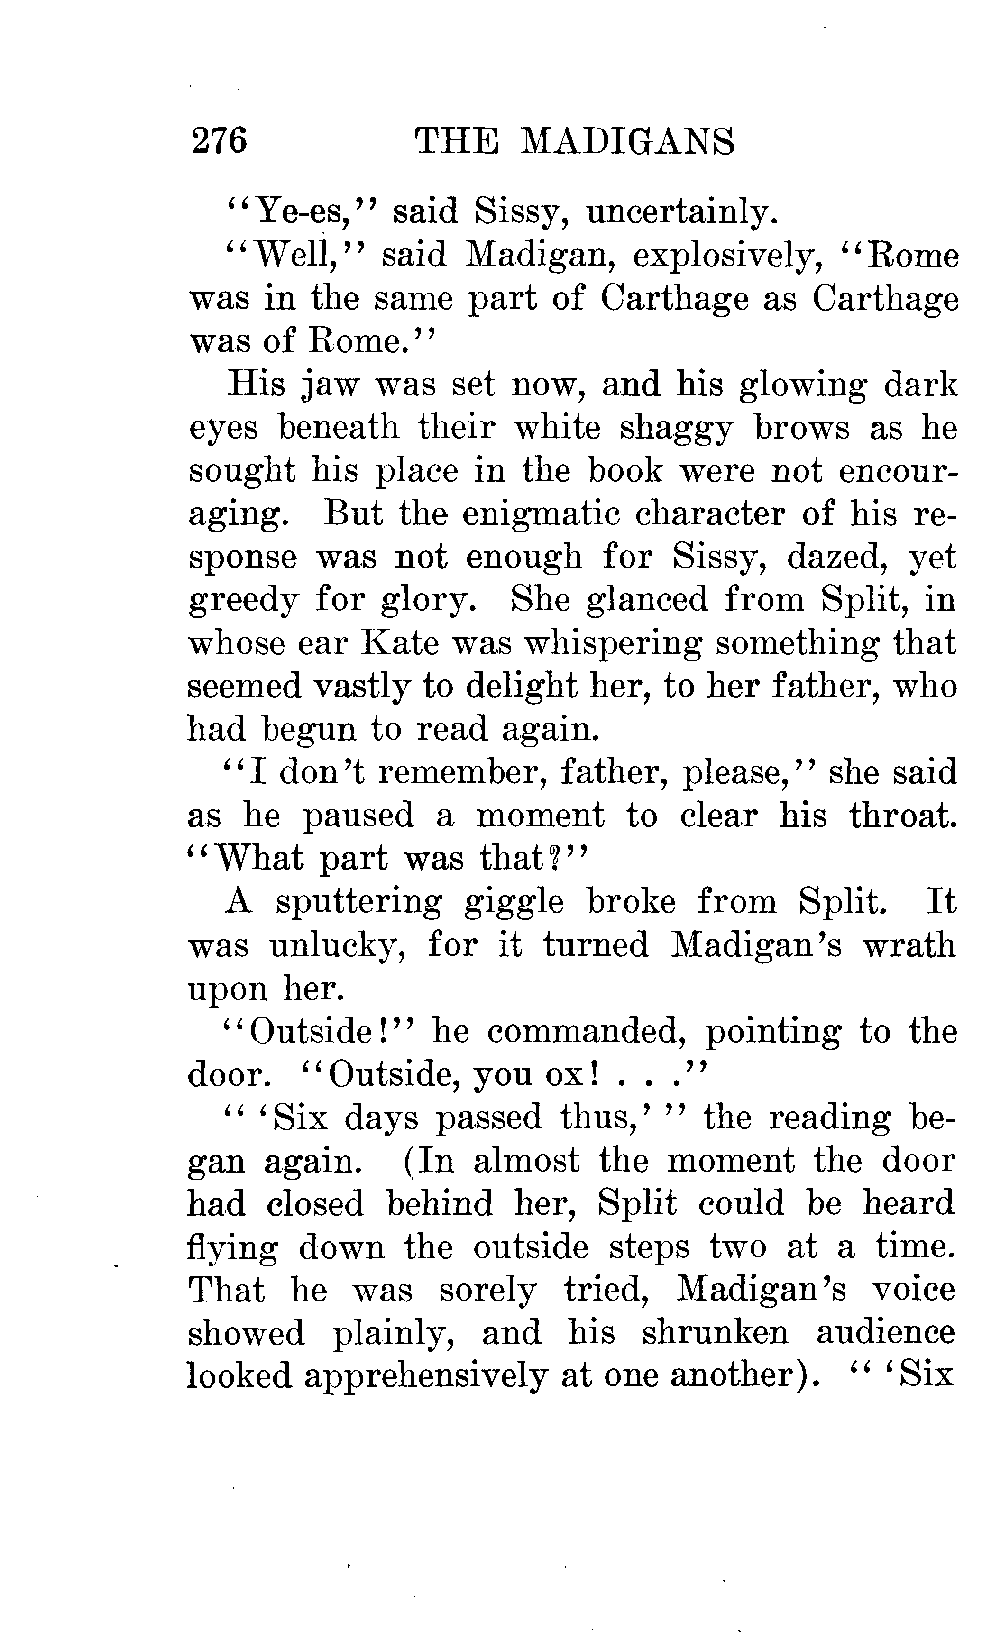 276 THE MADIGANS
"Ye-es," said Sissy, uncertainly.
"Well," said Madigan, explosively, "Rome
was in the same part of Carthage as Carthage
was of Rome."
His jaw was set now, and his glowing dark
eyes beneath their white shaggy brows as he
sought his place in the book were not encour-
aging. But the enigmatic character of his re-
sponse was not enough for Sissy, dazed, yet
greedy for glory. She glanced from Split, in
whose ear Kate was whispering something that
seemed vastly to delight her, to her father, who
had begun to read again.
"I don't remember, father, please," she said
as he paused a moment to clear his throat.
"What part was that?"
A sputtering giggle broke from Split. It
was unlucky, for it turned Madigan's wrath
upon her.
"Outside!" he commanded, pointing to the
door. "Outside, you ox! . . ."
" 'Six days passed thus,' " the reading be-
gan again. (In almost the moment the door
had closed behind her, Split could be heard
flying down the outside steps two at a time.
That he was sorely tried, Madigan's voice
showed plainly, and his shrunken audience
looked apprehensively at one another). " 'Six